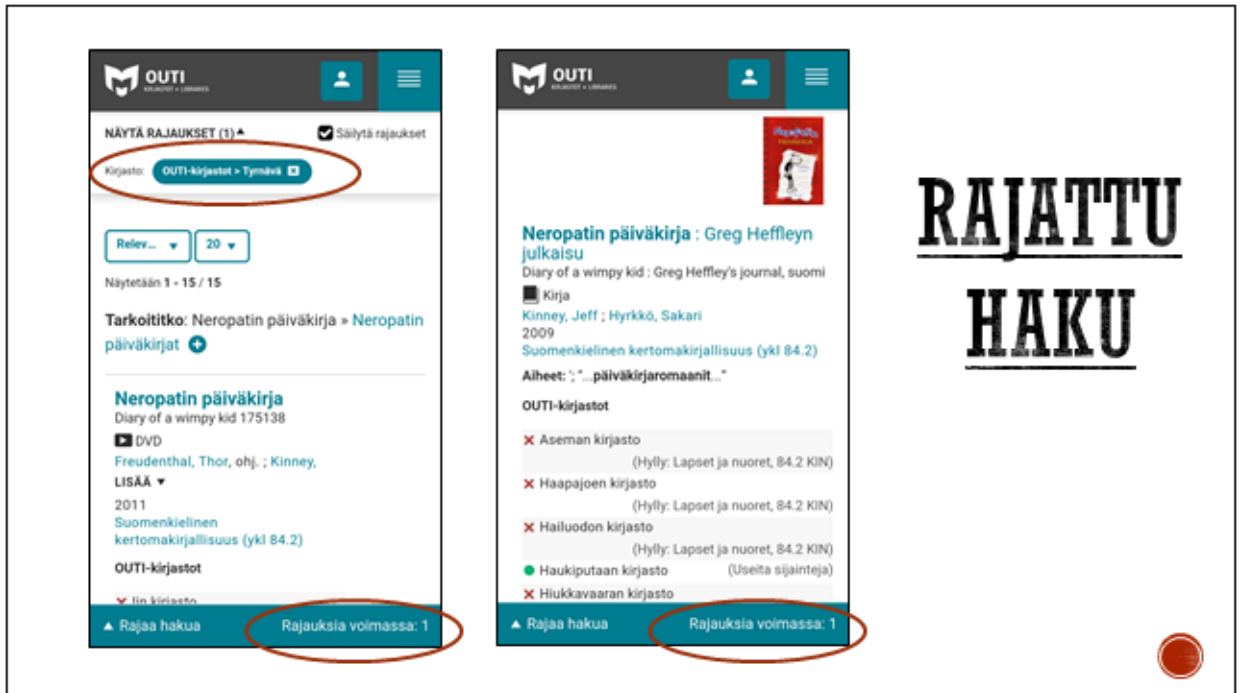 OUTI
KIRJASTOT • LIBRARIES
NÄYTÄ RAJAUKSET (1)
Säilytä rajaukset
Kirjasto: OUTI-kirjastot > Tyrnävä
Relev... 20
Näytetään 1 - 15 / 15
Tarkoititko: Neropatin päiväkirja » Neropatin
päiväkirjat
Neropatin päiväkirja
Diary of a wimpy kid 175138
DVD
Freudenthal, Thor, ohj. ; Kinney,
LISÄÄ
2011
Suomenkielinen
kertomakirjallisuus (ykl 84.2)
OUTI-kirjastot
Iin kirjasto
Rajaa hakua Rajauksia voimassa: 1
OUTI
KIRJASTOT • LIBRARIES
Neropatin päiväkirja : Greg Heffleyn
julkaisu
Diary of a wimpy kid : Greg Heffley's journal, suomi
Kirja
Kinney, Jeff ; Hyrkkö, Sakari
2009
Suomenkielinen kertomakirjallisuus (ykl 84.2)
Aiheet: '; "...päiväkirjaromaanit..."
OUTI-kirjastot
Aseman kirjasto
(Hylly: Lapset ja nuoret, 84.2 KIN)
Haapajoen kirjasto
(Hylly: Lapset ja nuoret, 84.2 KIN)
Hailuodon kirjasto
(Hylly: Lapset ja nuoret, 84.2 KIN)
Haukiputaan kirjasto (Useita sijainteja)
Hiukkavaaran kirjasto
Rajaa hakua Rajauksia voimassa: 1
RAJATTU
HAKU